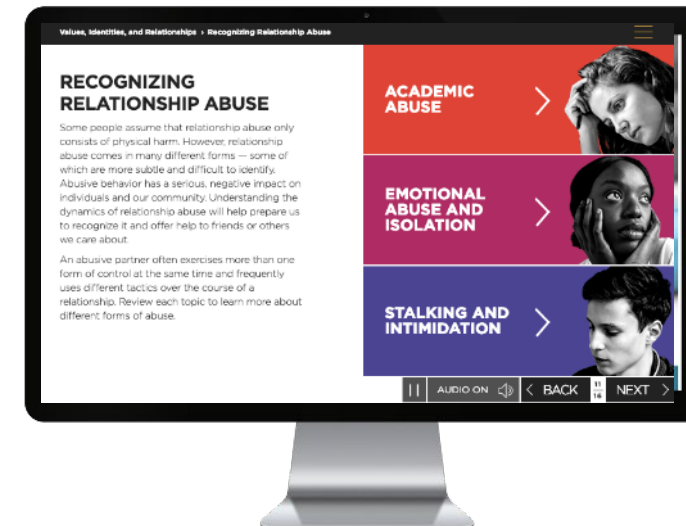 Values, Identities, and Relationships › Recognizing Relationship Abuse
RECOGNIZING
RELATIONSHIP ABUSE
Some people assume that relationship abuse only
consists of physical harm. However, relationship
abuse comes in many different forms — some of
which are more subtle and difficult to identify.
Abusive behavior has a serious, negative impact on
individuals and our community. Understanding the
dynamics of relationship abuse will help prepare us
to recognize it and offer help to friends or others
we care about.
An abusive partner often exercises more than one
form of control at the same time and frequently
uses different tactics over the course of a
relationship. Review each topic to learn more about
different forms of abuse.
ACADEMIC
ABUSE
EMOTIONAL
ABUSE AND
ISOLATION
STALKING AND
INTIMIDATION
AUDIO ON
BACK
11
16
NEXT